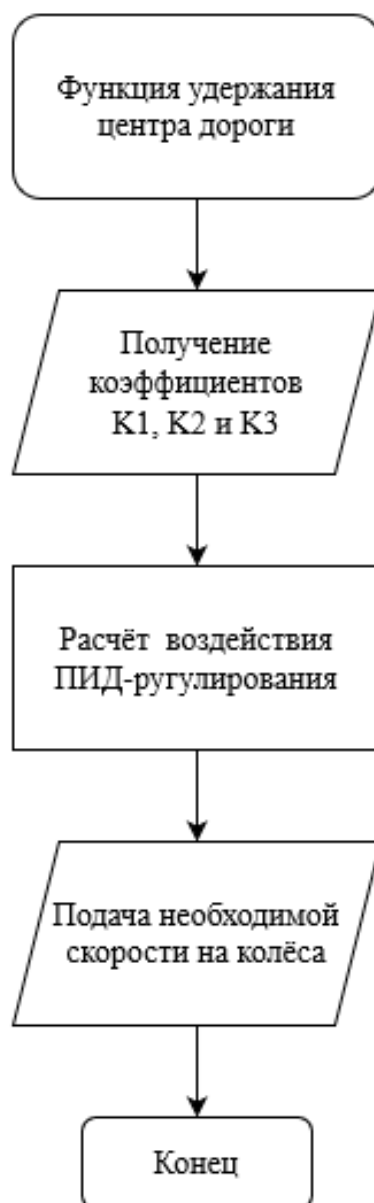 Функция удержания
центра дороги
Получение
коэффициентов
К1, К2 и К3
Расчёт воздействия
ПИД-ругулирования
Подача необходимой
скорости на колёса
Конец